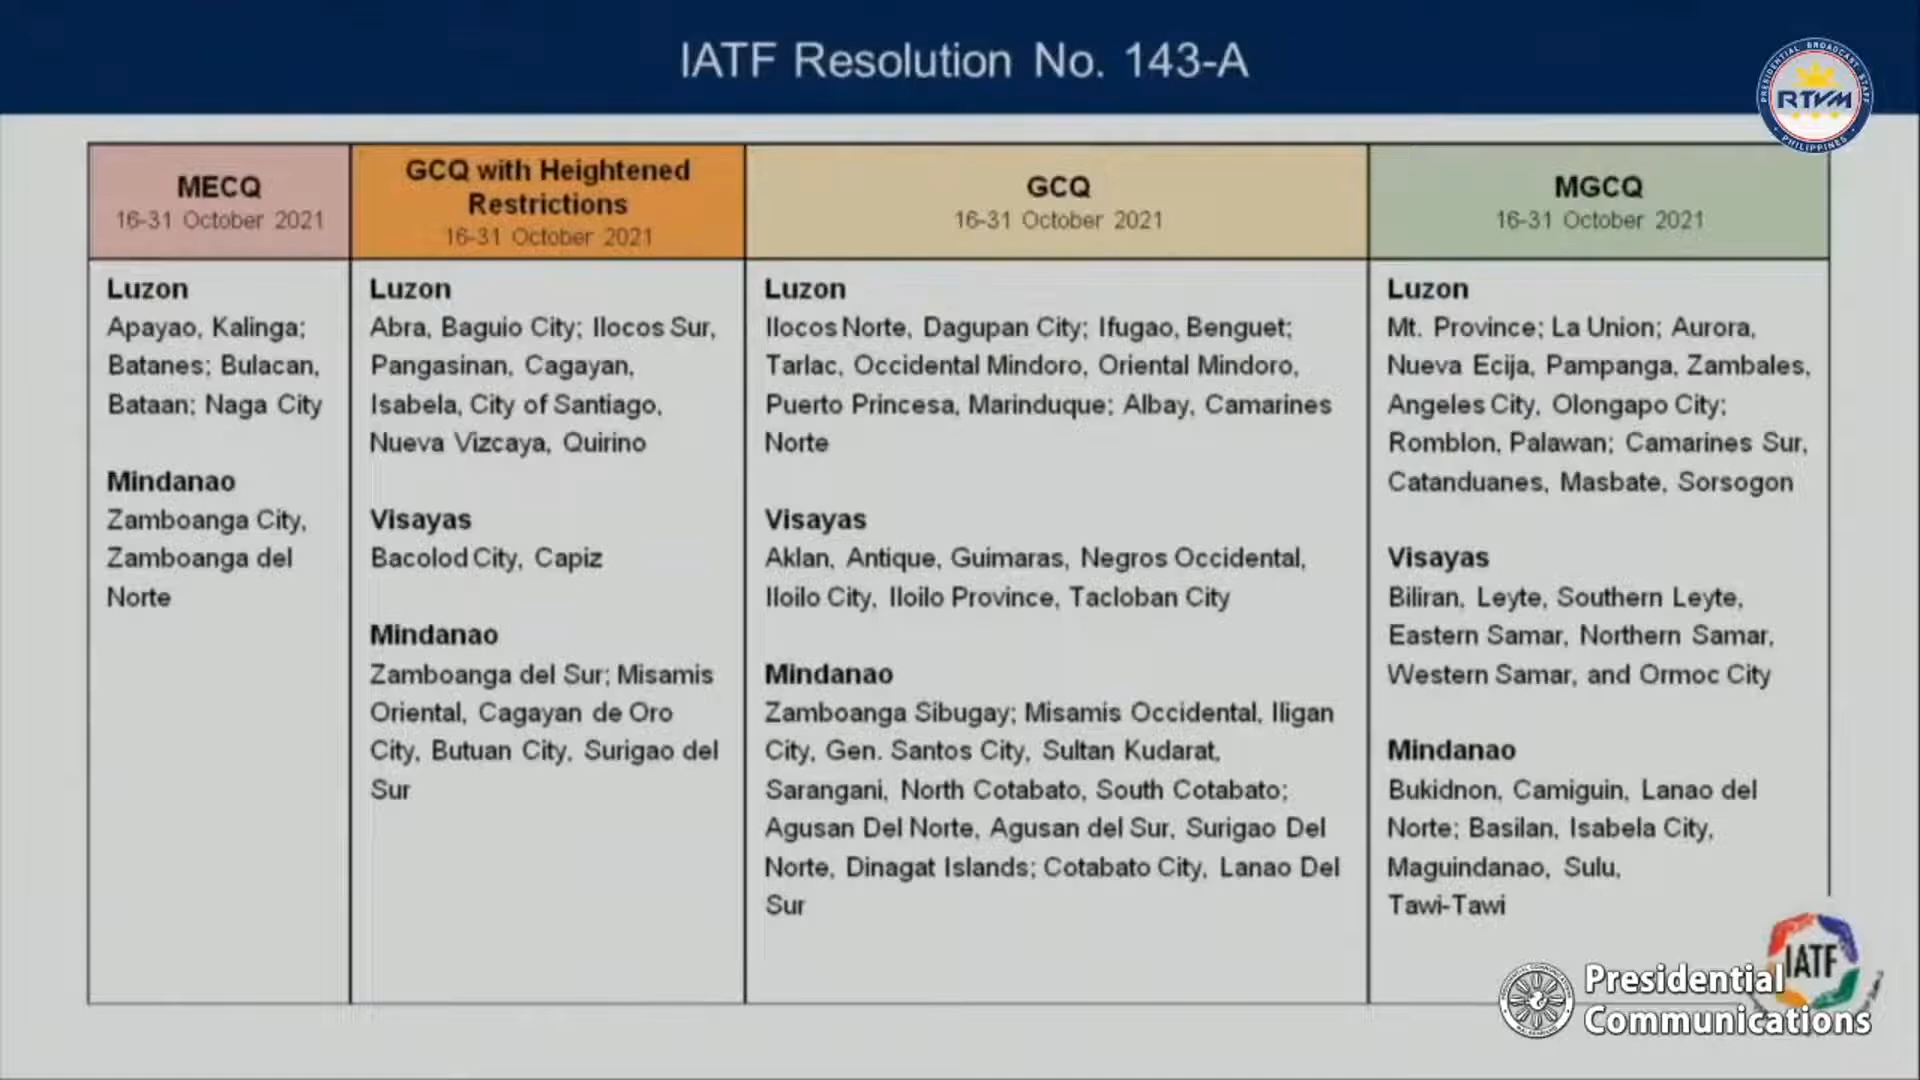 IATF Resolution No. 143-A
PRESIDENTIAL BROADCAST STAFF
RTVM
PHILIPPINES
MECQ
16-31 October 2021
GCQ with Heightened
Restrictions
16-31 October 2021
GCQ
16-31 October 2021
MGCQ
16-31 October 2021
Luzon
Apayao, Kalinga;
Batanes; Bulacan,
Bataan; Naga City
Mindanao
Zamboanga City,
Zamboanga del
Norte
Luzon
Abra, Baguio City; Ilocos Sur,
Pangasinan, Cagayan,
Isabela, City of Santiago,
Nueva Vizcaya, Quirino
Visayas
Bacolod City, Capiz
Mindanao
Zamboanga del Sur; Misamis
Oriental, Cagayan de Oro
City, Butuan City, Surigao del
Sur
Luzon
Ilocos Norte, Dagupan City; Ifugao, Benguet;
Tarlac, Occidental Mindoro, Oriental Mindoro,
Puerto Princesa, Marinduque; Albay, Camarines
Norte
Visayas
Aklan, Antique, Guimaras, Negros Occidental,
Iloilo City, Iloilo Province, Tacloban City
Mindanao
Zamboanga Sibugay; Misamis Occidental, Iligan
City, Gen. Santos City, Sultan Kudarat,
Sarangani, North Cotabato, South Cotabato;
Agusan Del Norte, Agusan del Sur, Surigao Del
Norte, Dinagat Islands; Cotabato City, Lanao Del
Sur
Luzon
Mt. Province; La Union; Aurora,
Nueva Ecija, Pampanga, Zambales,
Angeles City, Olongapo City;
Romblon, Palawan; Camarines Sur,
Catanduanes, Masbate, Sorsogon
Visayas
Biliran, Leyte, Southern Leyte,
Eastern Samar, Northern Samar,
Western Samar, and Ormoc City
Mindanao
Bukidnon, Camiguin, Lanao del
Norte; Basilan, Isabela City,
Maguindanao, Sulu,
Tawi-Tawi
IATF
Presidential
Communications